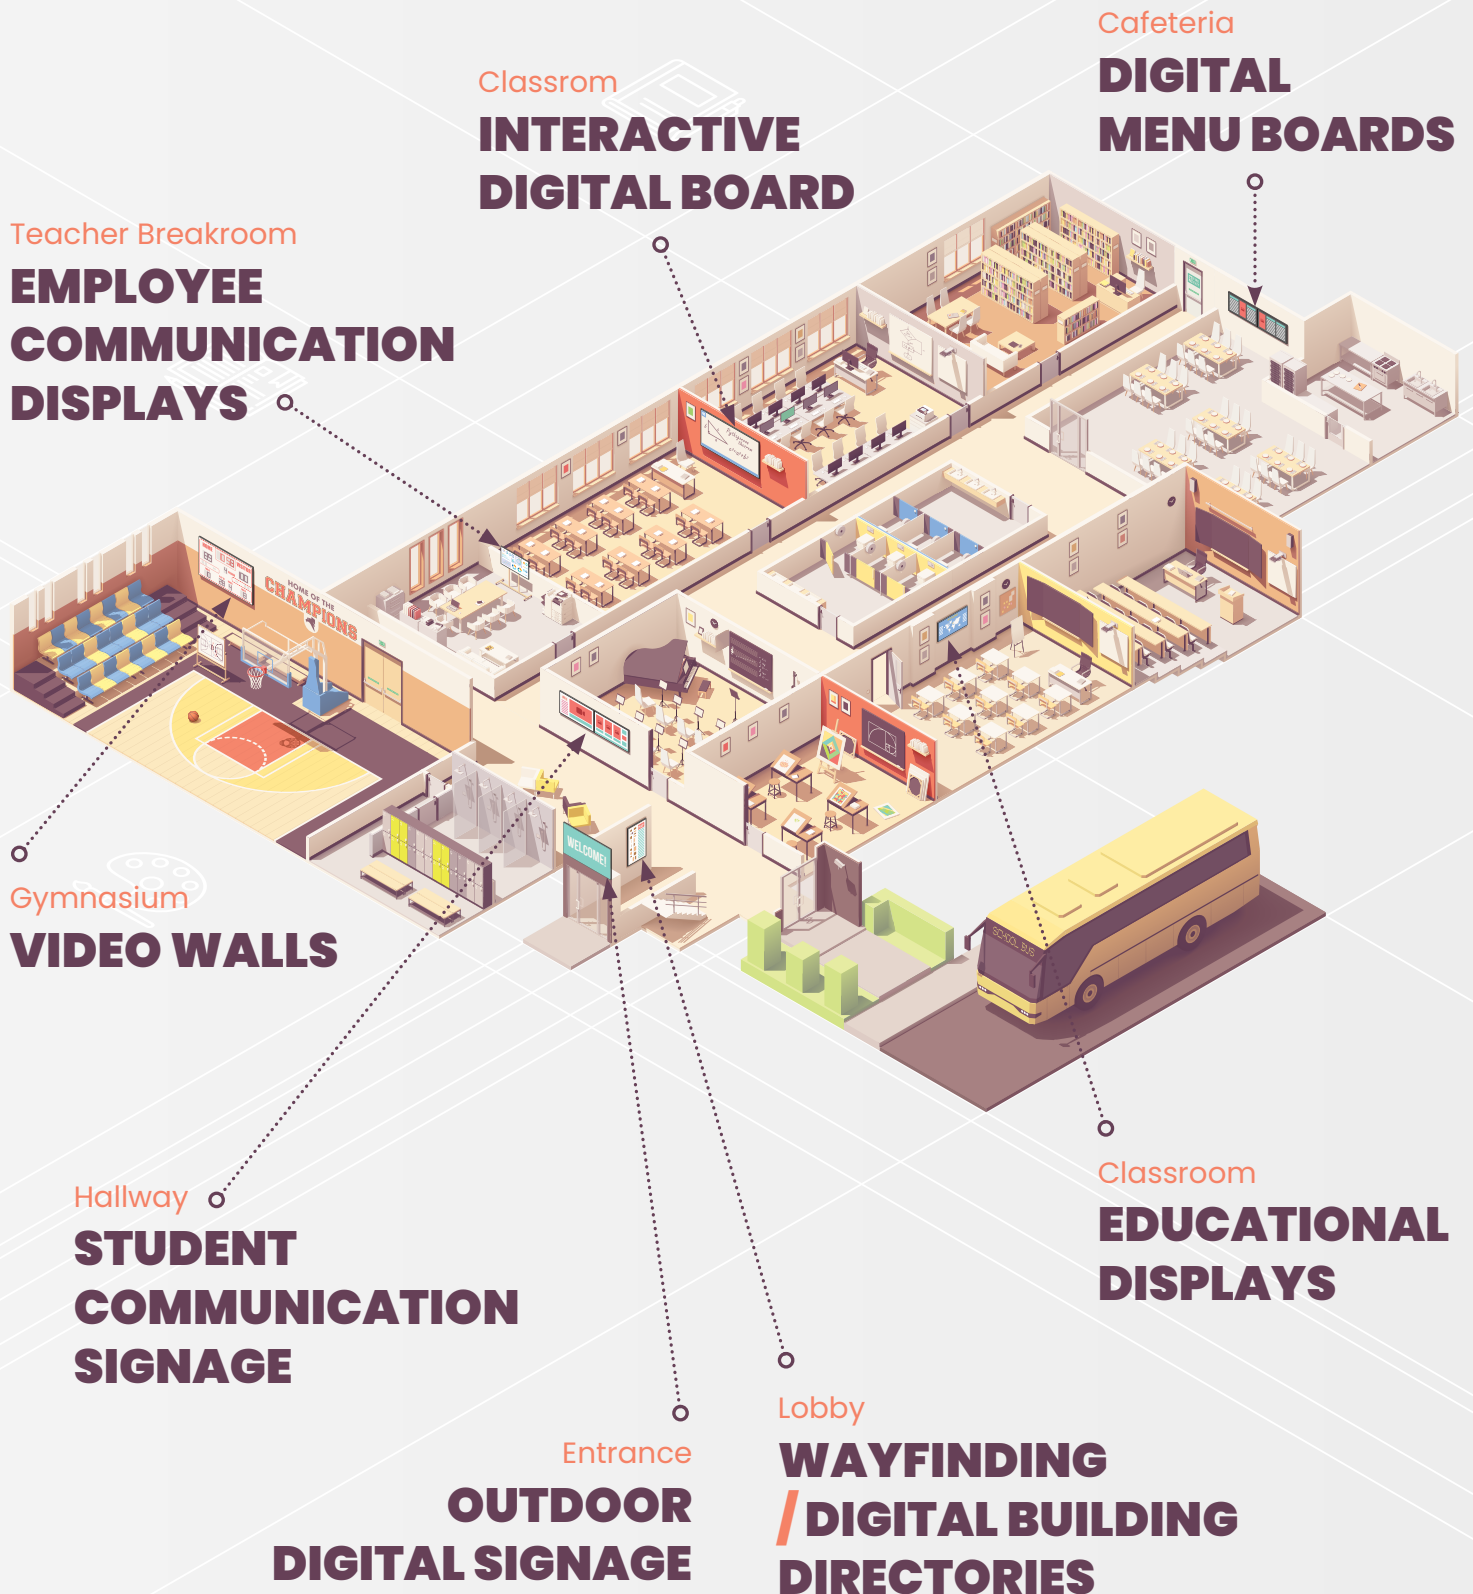 Cafeteria
DIGITAL
MENU BOARDS
Classrom
INTERACTIVE
DIGITAL BOARD
Teacher Breakroom
EMPLOYEE
COMMUNICATION
DISPLAYS
HOME OF THE
CHAMPIONS
WELCOME!
SCHOOL BUS
Gymnasium
VIDEO WALLS
Hallway
STUDENT
COMMUNICATION
SIGNAGE
Classroom
EDUCATIONAL
DISPLAYS
Entrance
OUTDOOR
DIGITAL SIGNAGE
Lobby
WAYFINDING
/ DIGITAL BUILDING
DIRECTORIES